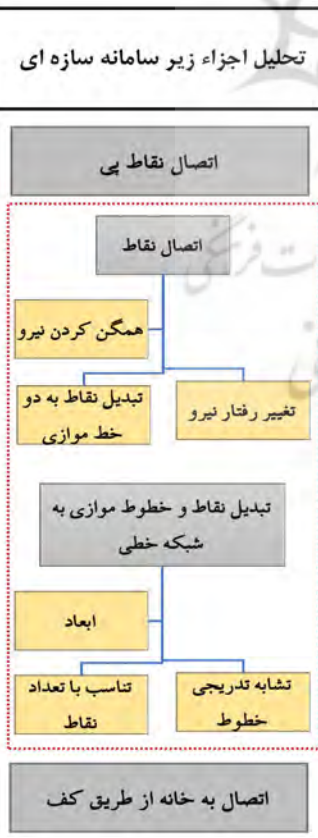 تحلیل اجزاء زیر سامانه سازه ای
اتصال نقاط پی
اتصال نقاط
همگن کردن نیرو
تغییر رفتار نیرو
تبدیل نقاط به دو
خط موازی
تبدیل نقاط و خطوط موازی به
شبکه خطی
ابعاد
تشابه تدریجی
خطوط
تناسب با تعداد
نقاط
اتصال به خانه از طریق کف